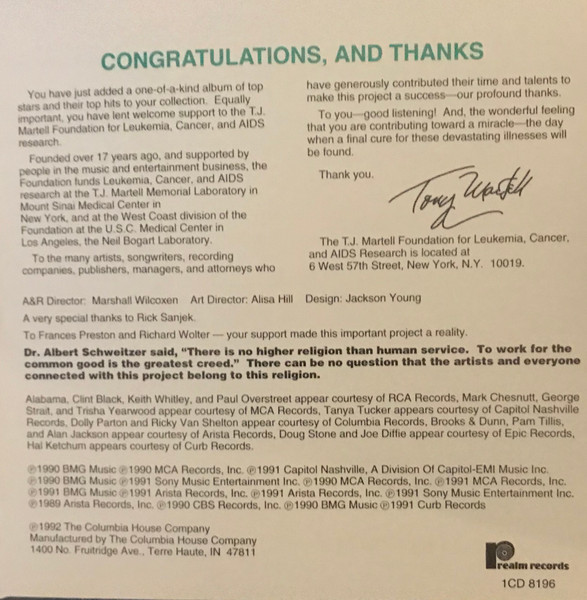 CONGRATULATIONS, AND THANKS
You have just added a one-of-a-kind album of top
stars and their top hits to your collection. Equally
important, you have lent welcome support to the T.J.
Martell Foundation for Leukemia, Cancer, and AIDS
research.
Founded over 17 years ago, and supported by
people in the music and entertainment business, the
Foundation funds Leukemia, Cancer, and AIDS
research at the T.J. Martell Memorial Laboratory in
Mount Sinai Medical Center in
New York, and at the West Coast division of the
Foundation at the U.S.C. Medical Center in
Los Angeles, the Neil Bogart Laboratory.
To the many artists, songwriters, recording
companies, publishers, managers, and attorneys who
have generously contributed their time and talents to
make this project a success—our profound thanks.
To you—good listening! And, the wonderful feeling
that you are contributing toward a miracle—the day
when a final cure for these devastating illnesses will
be found.
Thank you,
Tony Martell
The T.J. Martell Foundation for Leukemia, Cancer,
and AIDS Research is located at
6 West 57th Street, New York, N.Y. 10019.
A&R Director: Marshall Wilcoxen Art Director: Alisa Hill Design: Jackson Young
A very special thanks to Rick Sanjek.
To Frances Preston and Richard Wolter — your support made this important project a reality.
Dr. Albert Schweitzer said, "There is no higher religion than human service. To work for the
common good is the greatest creed." There can be no question that the artists and everyone
connected with this project belong to this religion.
Alabama, Clint Black, Keith Whitley, and Paul Overstreet appear courtesy of RCA Records, Mark Chesnutt, George
Strait, and Trisha Yearwood appear courtesy of MCA Records, Tanya Tucker appears courtesy of Capitol Nashville
Records, Dolly Parton and Ricky Van Shelton appear courtesy of Columbia Records, Brooks & Dunn, Pam Tillis,
and Alan Jackson appear courtesy of Arista Records, Doug Stone and Joe Diffie appear courtesy of Epic Records,
Hal Ketchum appears courtesy of Curb Records.
℗1990 BMG Music ℗1990 MCA Records, Inc. ℗1991 Capitol Nashville, A Division Of Capitol-EMI Music Inc.
℗1990 BMG Music ℗1991 Sony Music Entertainment Inc. ℗1990 MCA Records, Inc. ℗1991 MCA Records, Inc.
℗1991 BMG Music ℗1991 Arista Records, Inc. ℗1991 Arista Records, Inc. ℗1991 Sony Music Entertainment Inc.
℗1989 Arista Records, Inc. ℗1990 CBS Records, Inc. ℗1990 BMG Music ℗1991 Curb Records
℗1992 The Columbia House Company
Manufactured by The Columbia House Company
1400 No. Fruitridge Ave., Terre Haute, IN 47811
realm records
1CD 8196